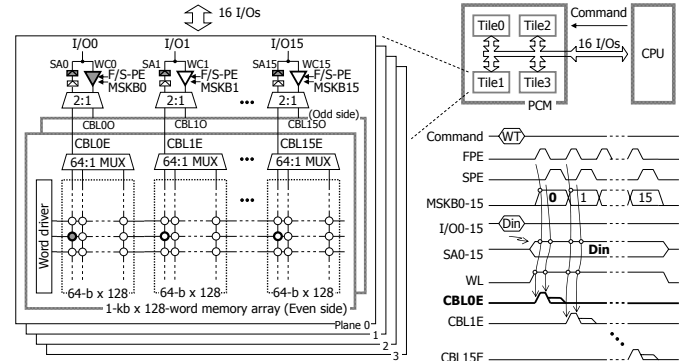 16 I/Os
I/O0 I/O1 I/O15
SA0 WC0 SA1 WC1 SA15 WC15
F/S-PE F/S-PE F/S-PE
MSKB0 MSKB1 MSKB15
2:1 2:1 ••• 2:1
(Odd side)
CBL0O CBL1O CBL15O
CBL0E CBL1E CBL15E
64:1 MUX 64:1 MUX ••• 64:1 MUX
•••
Word driver
64-b x 128 64-b x 128 64-b x 128
1-kb x 128-word memory array (Even side)
Plane 0
1
2
3
Tile0 Tile2
Tile1 Tile3
PCM
Command
16 I/Os
CPU
Command WT
FPE
SPE
MSKB0-15 0 1 15
I/O0-15 Din
SA0-15 Din
WL
CBL0E
CBL1E
CBL15E